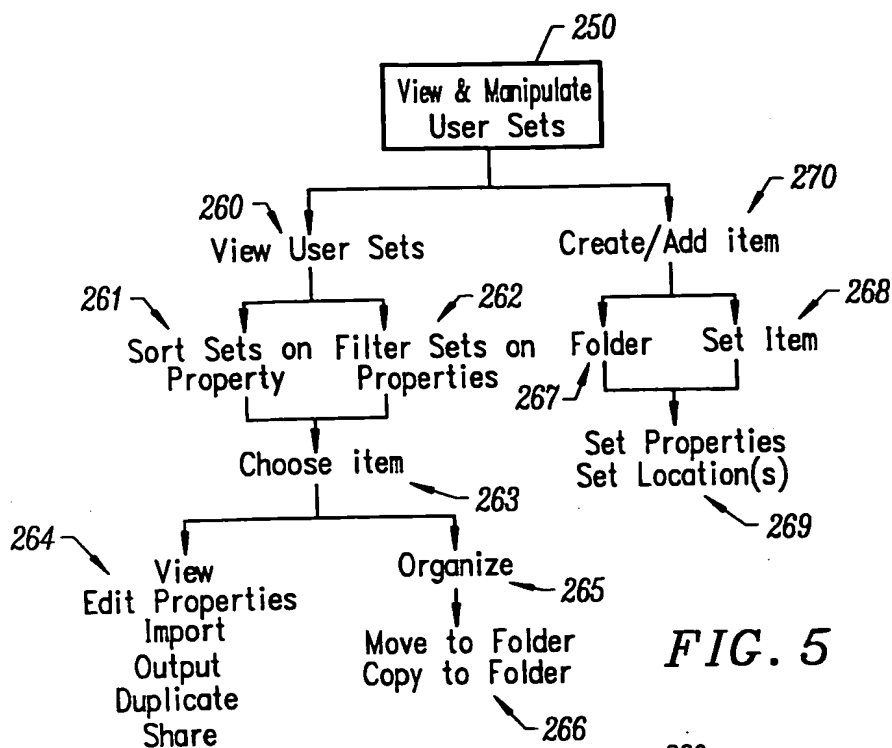 250
View & Manipulate
User Sets
260
270
View User Sets
Create/Add item
261
262
268
Sort Sets on
Property
Filter Sets on
Properties
Folder
Set Item
267
Choose item
Set Properties
Set Location(s)
263
269
264
View
Edit Properties
Import
Output
Duplicate
Share
Organize
265
Move to Folder
Copy to Folder
266
FIG. 5